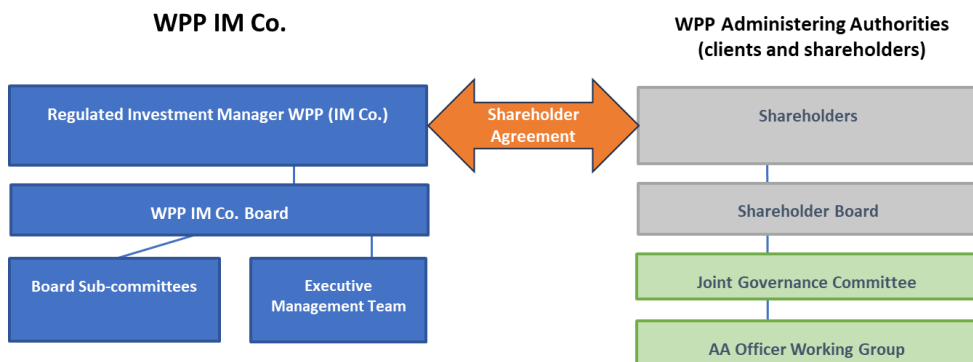 WPP IM Co.
WPP Administering Authorities
(clients and shareholders)
Regulated Investment Manager WPP (IM Co.)
Shareholder
Agreement
Shareholders
WPP IM Co. Board
Shareholder Board
Board Sub-committees
Executive
Management Team
Joint Governance Committee
AA Officer Working Group